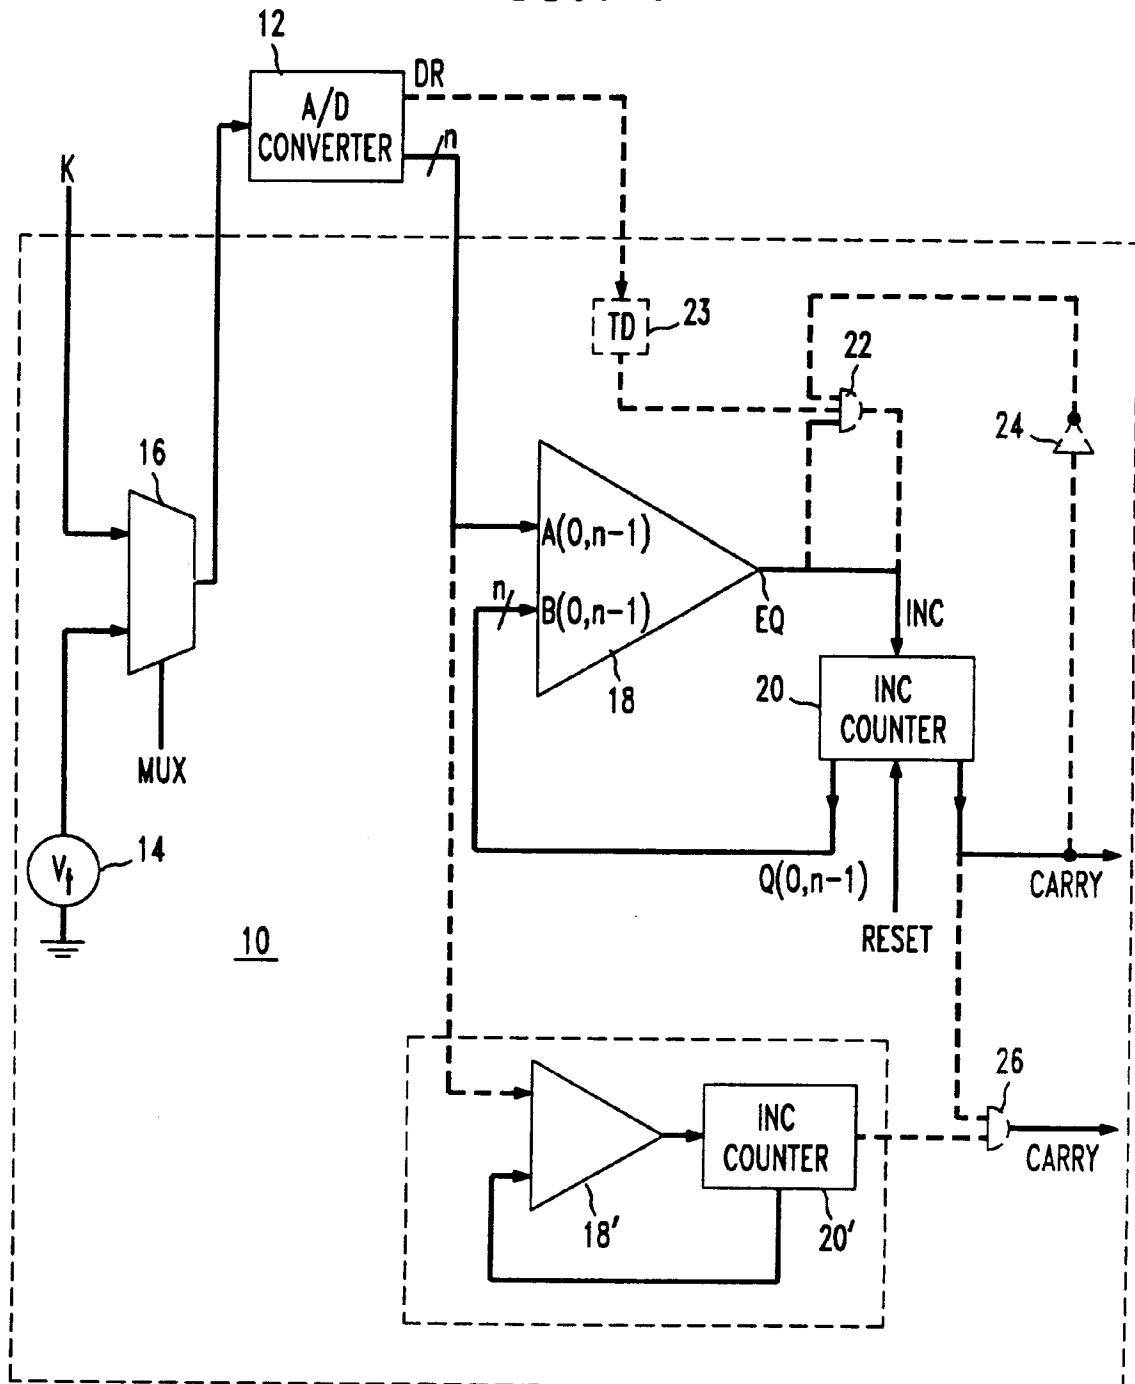 12
A/D
CONVERTER
DR
n
K
TD
23
22
24
16
A(0,n-1)
n
B(0,n-1)
EQ
INC
18
20
INC
COUNTER
MUX
14
V
Q(0,n-1)
CARRY
RESET
10
26
INC
COUNTER
CARRY
18'
20'